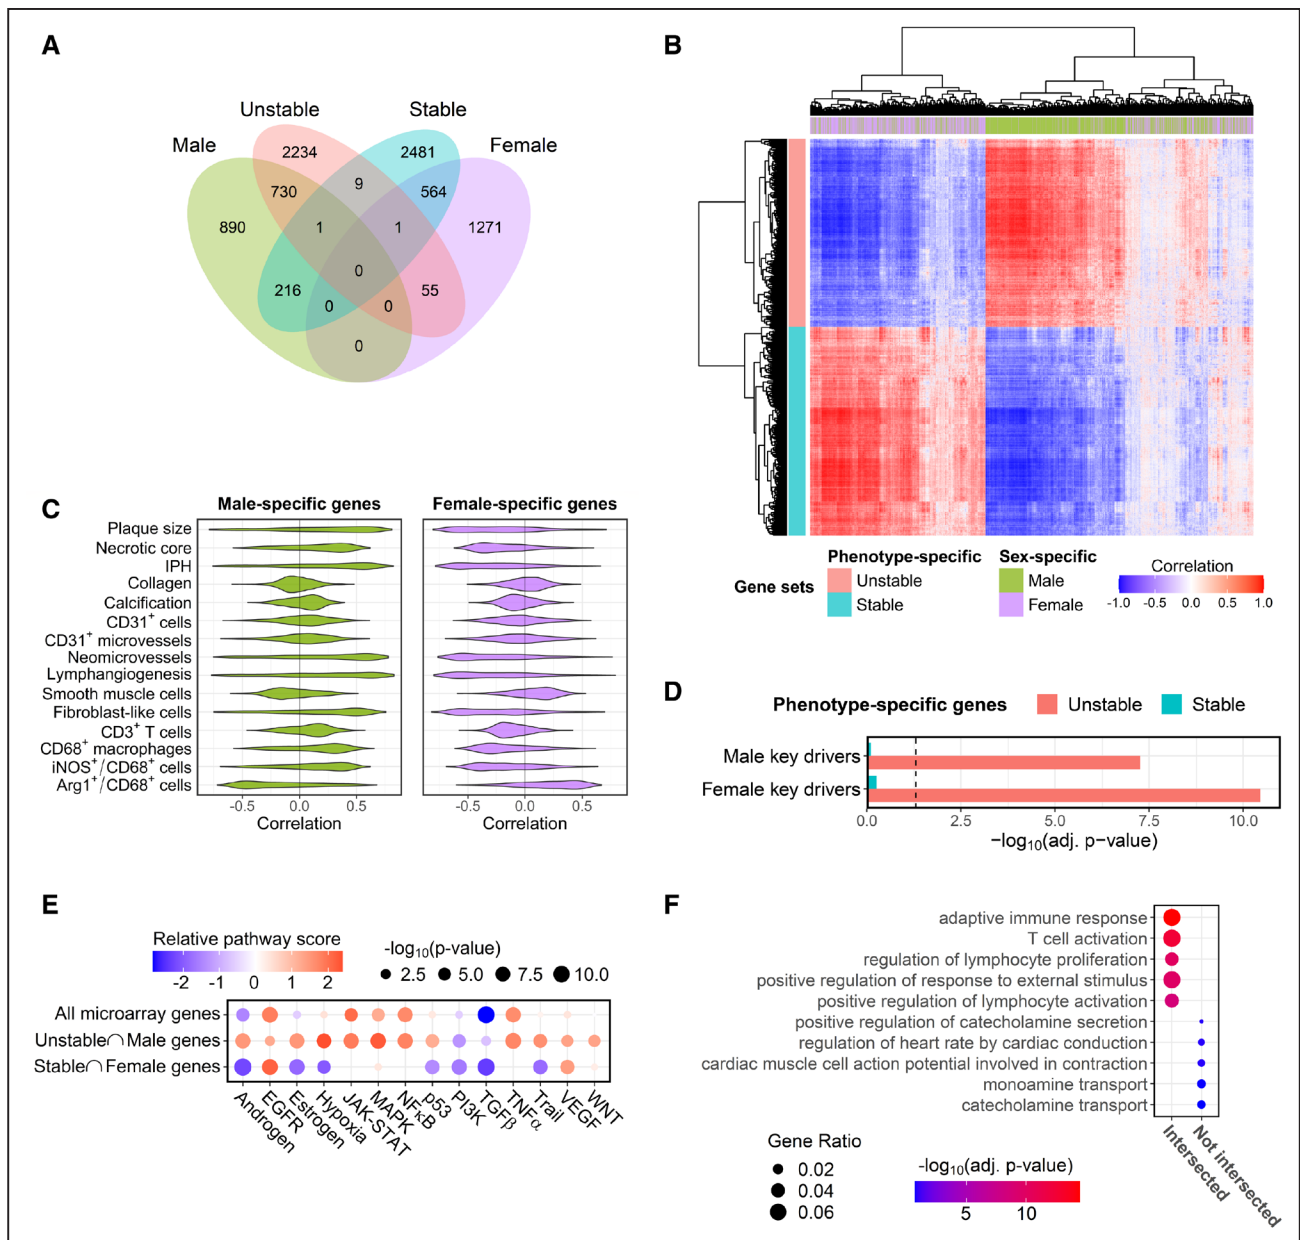 A
Unstable
Stable
Male
Female
2234
2481
730
9
564
890
1
1
1271
0
216
55
0
0
0
B
Phenotype-specific
Sex-specific
Correlation
Gene sets
Unstable
Male
Stable
Female
-1.0 -0.5 0.0 0.5 1.0
C
Male-specific genes
Female-specific genes
Plaque size
Necrotic core
IPH
Collagen
Calcification
CD31+ cells
CD31+ microvessels
Neomicrovessels
Lymphangiogenesis
Smooth muscle cells
Fibroblast-like cells
CD3+ T cells
CD68+ macrophages
iNOS+/CD68+ cells
Arg1+/CD68+ cells
-0.5 0.0 0.5
-0.5 0.0 0.5
Correlation
Correlation
D
Phenotype-specific genes
Unstable
Stable
Male key drivers
Female key drivers
0.0 2.5 5.0 7.5 10.0
−log10(adj. p−value)
E
Relative pathway score
-2 -1 0 1 2
-log10(p-value)
2.5 5.0 7.5 10.0
All microarray genes
Unstable∩Male genes
Stable∩Female genes
Androgen
EGFR
Estrogen
Hypoxia
JAK-STAT
MAPK
NFκB
p53
PI3K
TGFβ
TNFα
Trail
VEGF
WNT
F
adaptive immune response
T cell activation
regulation of lymphocyte proliferation
positive regulation of response to external stimulus
positive regulation of lymphocyte activation
positive regulation of catecholamine secretion
regulation of heart rate by cardiac conduction
cardiac muscle cell action potential involved in contraction
monoamine transport
catecholamine transport
Intersected
Not intersected
Gene Ratio
0.02
0.04
0.06
-log10(adj. p-value)
5 10